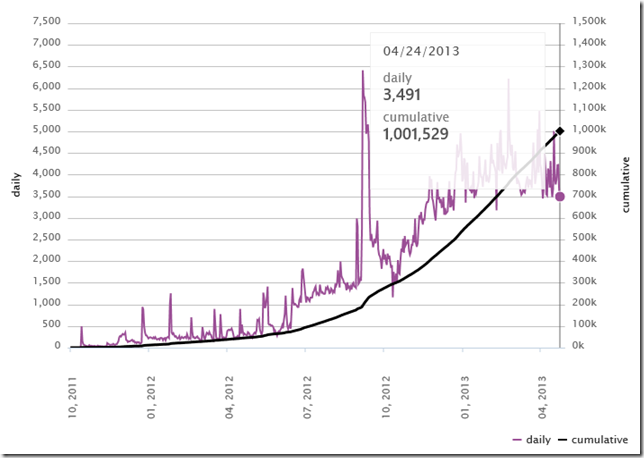 7,500
7,000
6,500
6,000
5,500
5,000
4,500
4,000
3,500
3,000
2,500
2,000
1,500
1,000
500
0
daily
1,500k
1,400k
1,300k
1,200k
1,100k
1,000k
900k
800k
700k
600k
500k
400k
300k
200k
100k
0k
cumulative
04/24/2013
daily
3,491
cumulative
1,001,529
10, 2011
01, 2012
04, 2012
07, 2012
10, 2012
01, 2013
04, 2013
daily cumulative